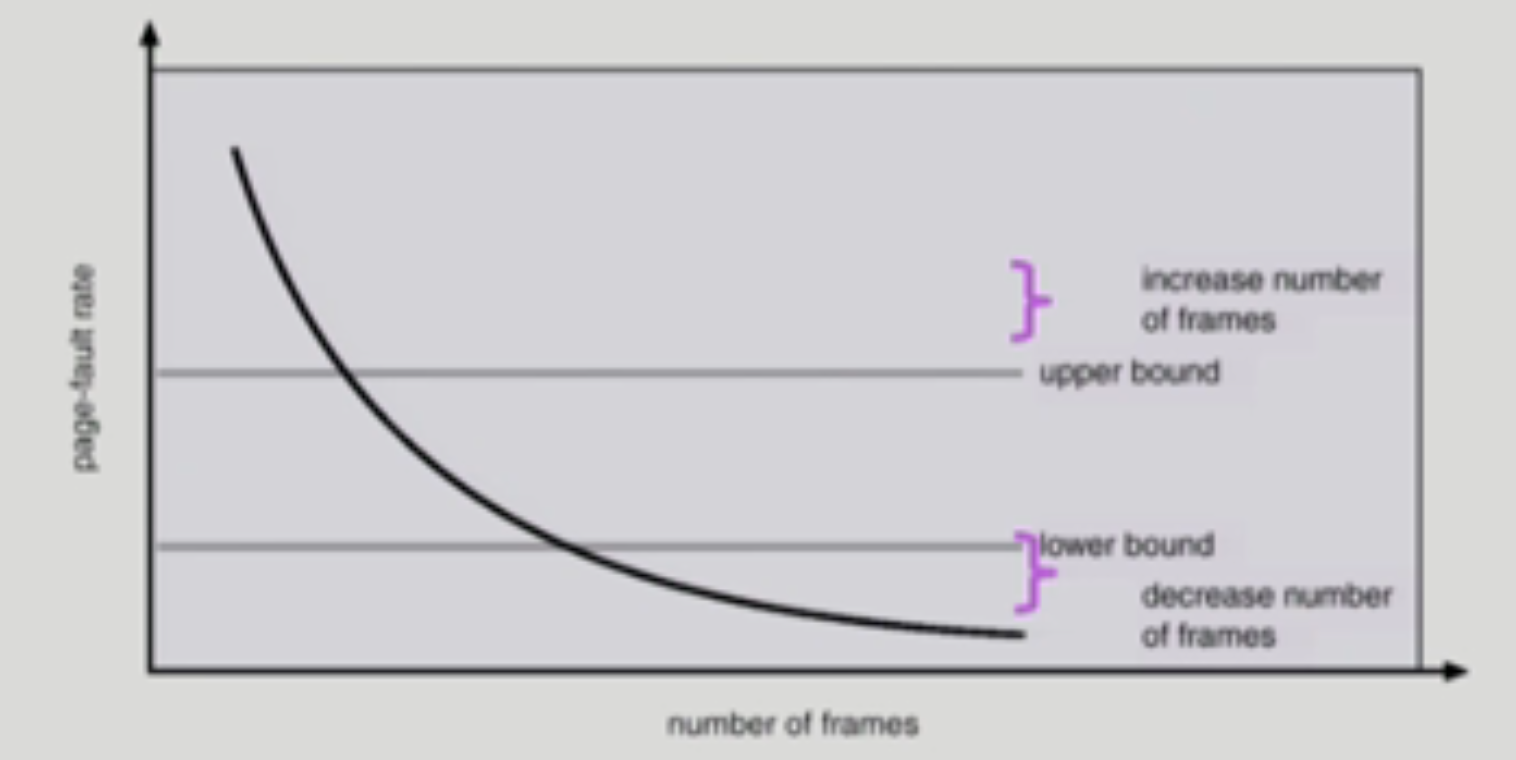 page-fault rate
increase number
of frames
upper bound
lower bound
decrease number
of frames
number of frames